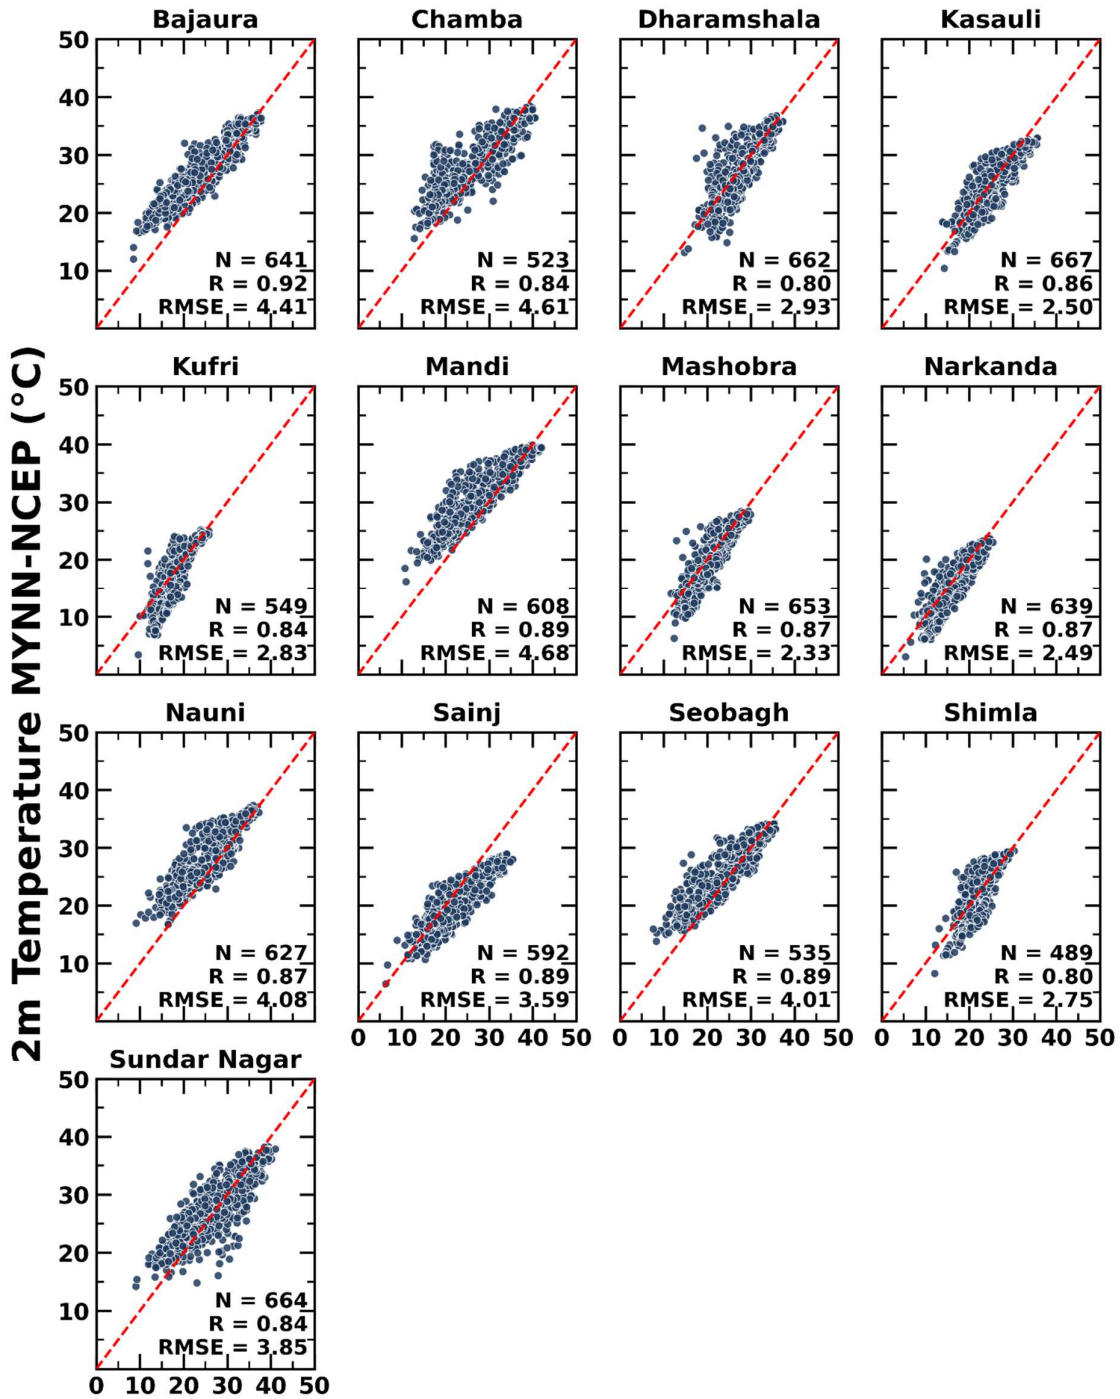 Bajaura
Chamba
Dharamshala
Kasauli
50
40
30
20
10
N = 641
R = 0.92
RMSE = 4.41
N = 523
R = 0.84
RMSE = 4.61
N = 662
R = 0.80
RMSE = 2.93
N = 667
R = 0.86
RMSE = 2.50
2m Temperature MYNN-NCEP (°C)
Kufri
Mandi
Mashobra
Narkanda
50
40
30
20
10
N = 549
R = 0.84
RMSE = 2.83
N = 608
R = 0.89
RMSE = 4.68
N = 653
R = 0.87
RMSE = 2.33
N = 639
R = 0.87
RMSE = 2.49
Nauni
Sainj
Seobagh
Shimla
50
40
30
20
10
N = 627
R = 0.87
RMSE = 4.08
N = 592
R = 0.89
RMSE = 3.59
N = 535
R = 0.89
RMSE = 4.01
N = 489
R = 0.80
RMSE = 2.75
0 10 20 30 40 50
0 10 20 30 40 50
0 10 20 30 40 50
Sundar Nagar
50
40
30
20
10
N = 664
R = 0.84
RMSE = 3.85
0 10 20 30 40 50